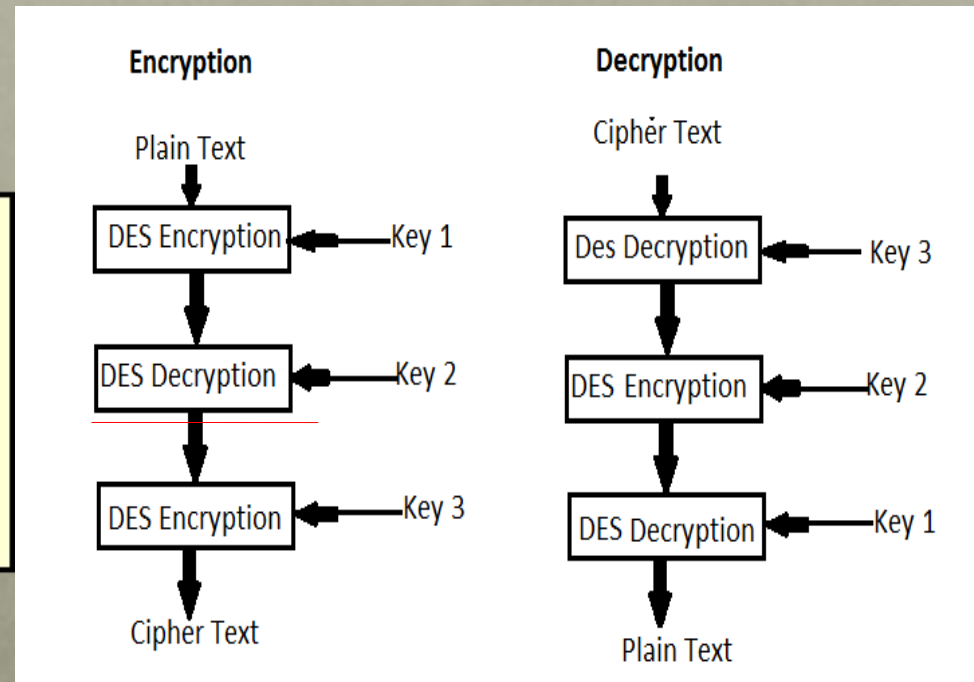 Encryption
Plain Text
DES Encryption
Key 1
DES Decryption
Key 2
DES Encryption
Key 3
Cipher Text
Decryption
Cipher Text
Des Decryption
Key 3
DES Encryption
Key 2
DES Decryption
Key 1
Plain Text